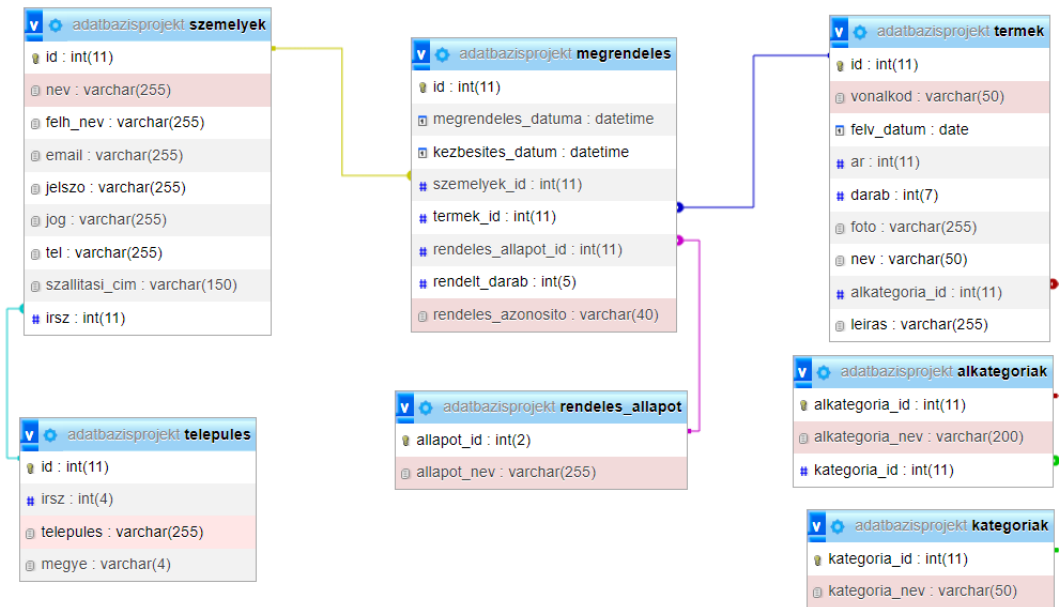 adatbazisprojekt szemelyek
id : int(11)
nev : varchar(255)
felh_nev : varchar(255)
email : varchar(255)
jelszo : varchar(255)
jog : varchar(255)
tel : varchar(255)
szallitasi_cim : varchar(150)
irsz : int(11)
adatbazisprojekt megrendeles
id : int(11)
megrendeles_datuma : datetime
kezbesites_datum : datetime
szemelyek_id : int(11)
termek_id : int(11)
rendeles_allapot_id : int(11)
rendelt_darab : int(5)
rendeles_azonosito : varchar(40)
adatbazisprojekt termek
id : int(11)
vonalkod : varchar(50)
felv_datum : date
ar : int(11)
darab : int(7)
foto : varchar(255)
nev : varchar(50)
alkategoria_id : int(11)
leiras : varchar(255)
adatbazisprojekt telepules
id : int(11)
irsz : int(4)
telepules : varchar(255)
megye : varchar(4)
adatbazisprojekt rendeles_allapot
allapot_id : int(2)
allapot_nev : varchar(255)
adatbazisprojekt alkategoriak
alkategoria_id : int(11)
alkategoria_nev : varchar(200)
kategoria_id : int(11)
adatbazisprojekt kategoriak
kategoria_id : int(11)
kategoria_nev : varchar(50)